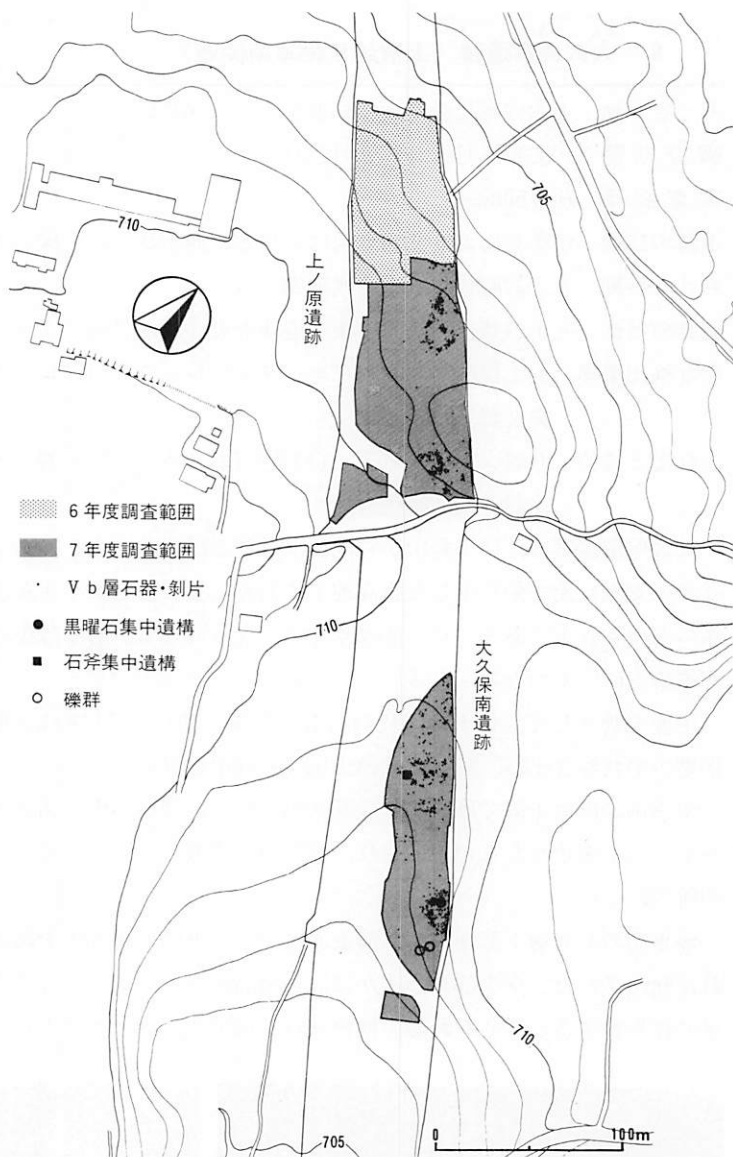 705
710
上ノ原遺跡
6年度調査範囲
7年度調査範囲
Ⅴb層石器・剝片
黒曜石集中遺構
石斧集中遺構
礫群
710
大久保南遺跡
710
705
0 100m